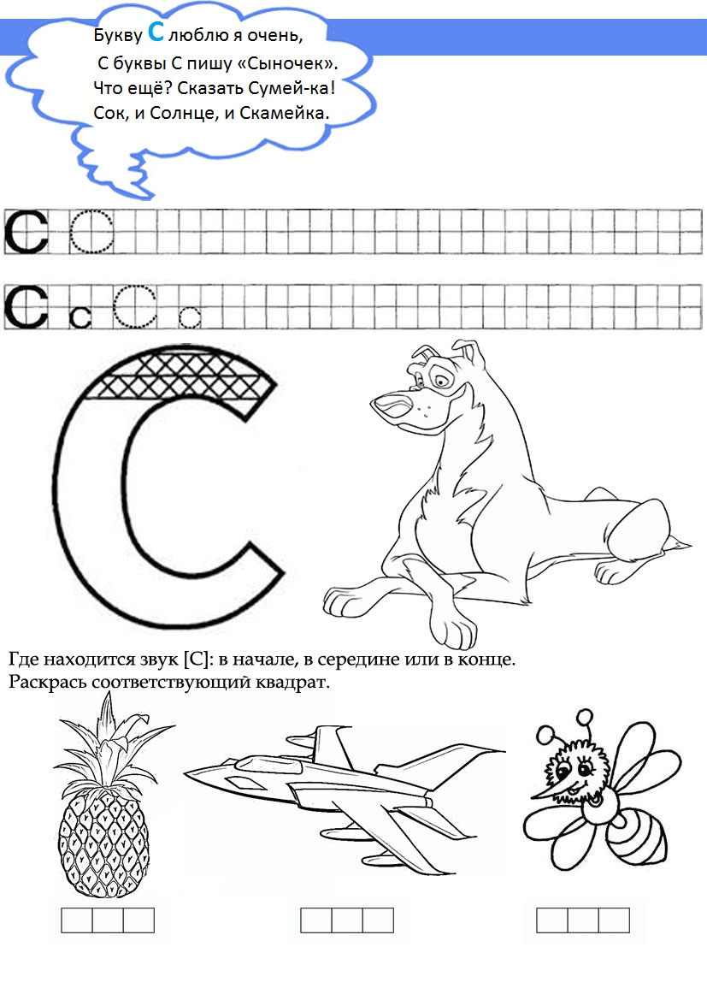 Букву С люблю я очень,
С буквы С пишу «Сыночек».
Что ещё? Сказать Сумей-ка!
Сок, и Солнце, и Скамейка.
С С
С с С с
С
Где находится звук [С]: в начале, в середине или в конце.
Раскрась соответствующий квадрат.